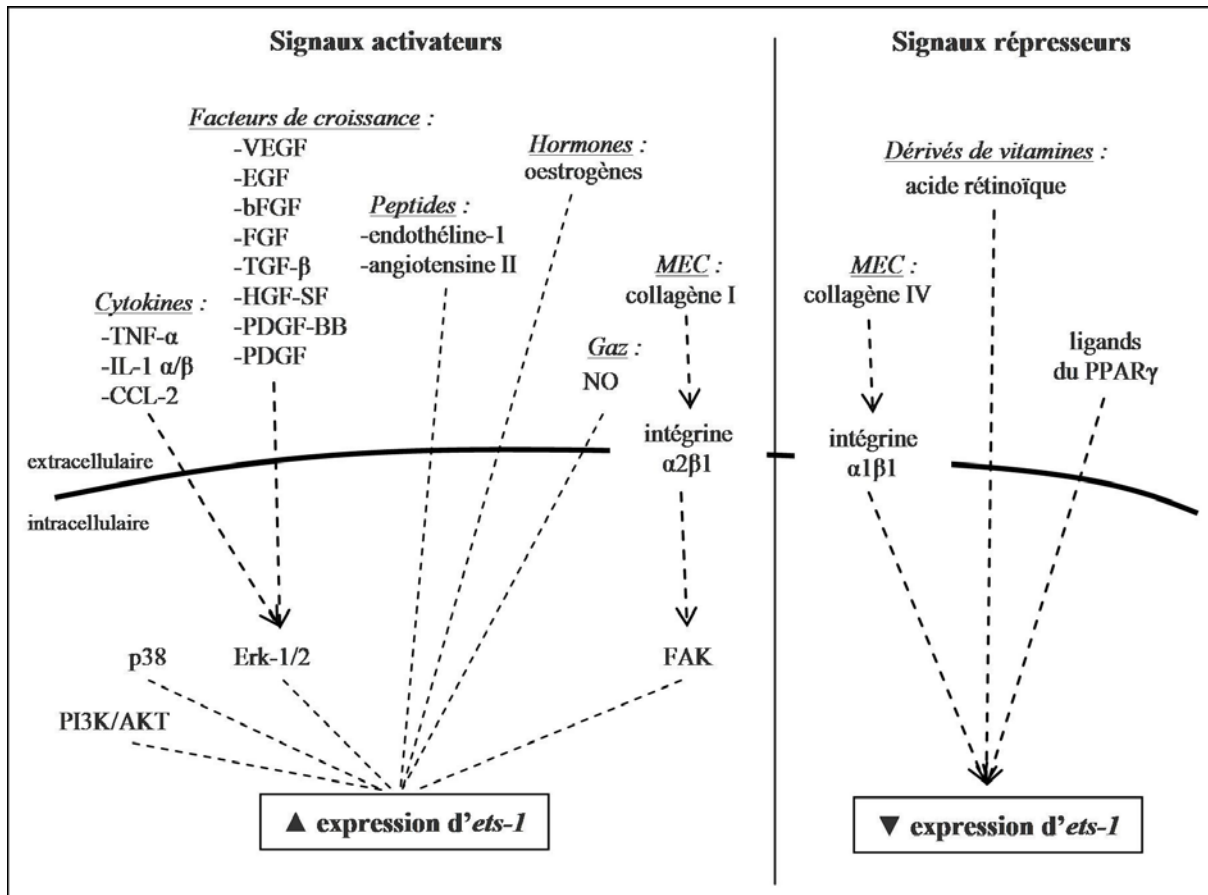 Signaux activateurs
Facteurs de croissance :
-VEGF
-EGF
-bFGF
-FGF
-TGF-β
-HGF-SF
-PDGF-BB
-PDGF
Cytokines :
-TNF-α
-IL-1 α/β
-CCL-2
Peptides :
-endothéline-1
-angiotensine II
Hormones :
oestrogènes
Gaz :
NO
MEC :
collagène I
intégrine
α2β1
extracellulaire
intracellulaire
p38
Erk-1/2
FAK
PI3K/AKT
▲ expression d’ets-1
Signaux répresseurs
Dérivés de vitamines :
acide rétinoïque
MEC :
collagène IV
ligands
du PPARγ
intégrine
α1β1
▼ expression d’ets-1